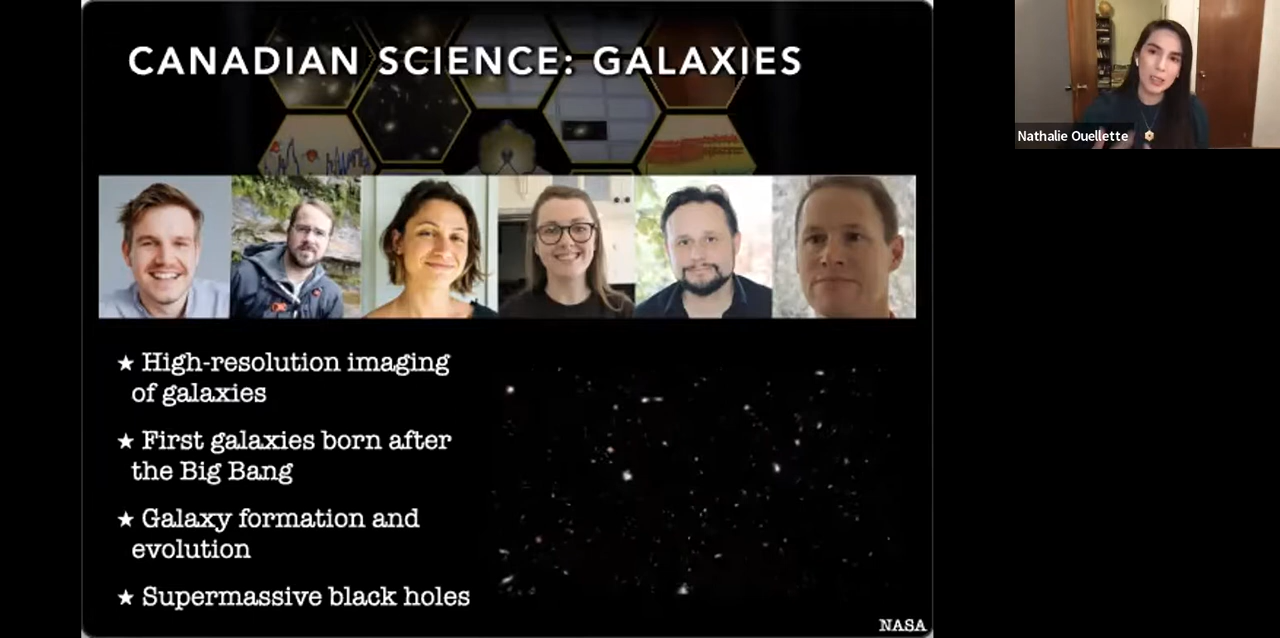 CANADIAN SCIENCE: GALAXIES
Nathalie Ouellette
★ High-resolution imaging
of galaxies
★ First galaxies born after
the Big Bang
★ Galaxy formation and
evolution
★ Supermassive black holes
NASA